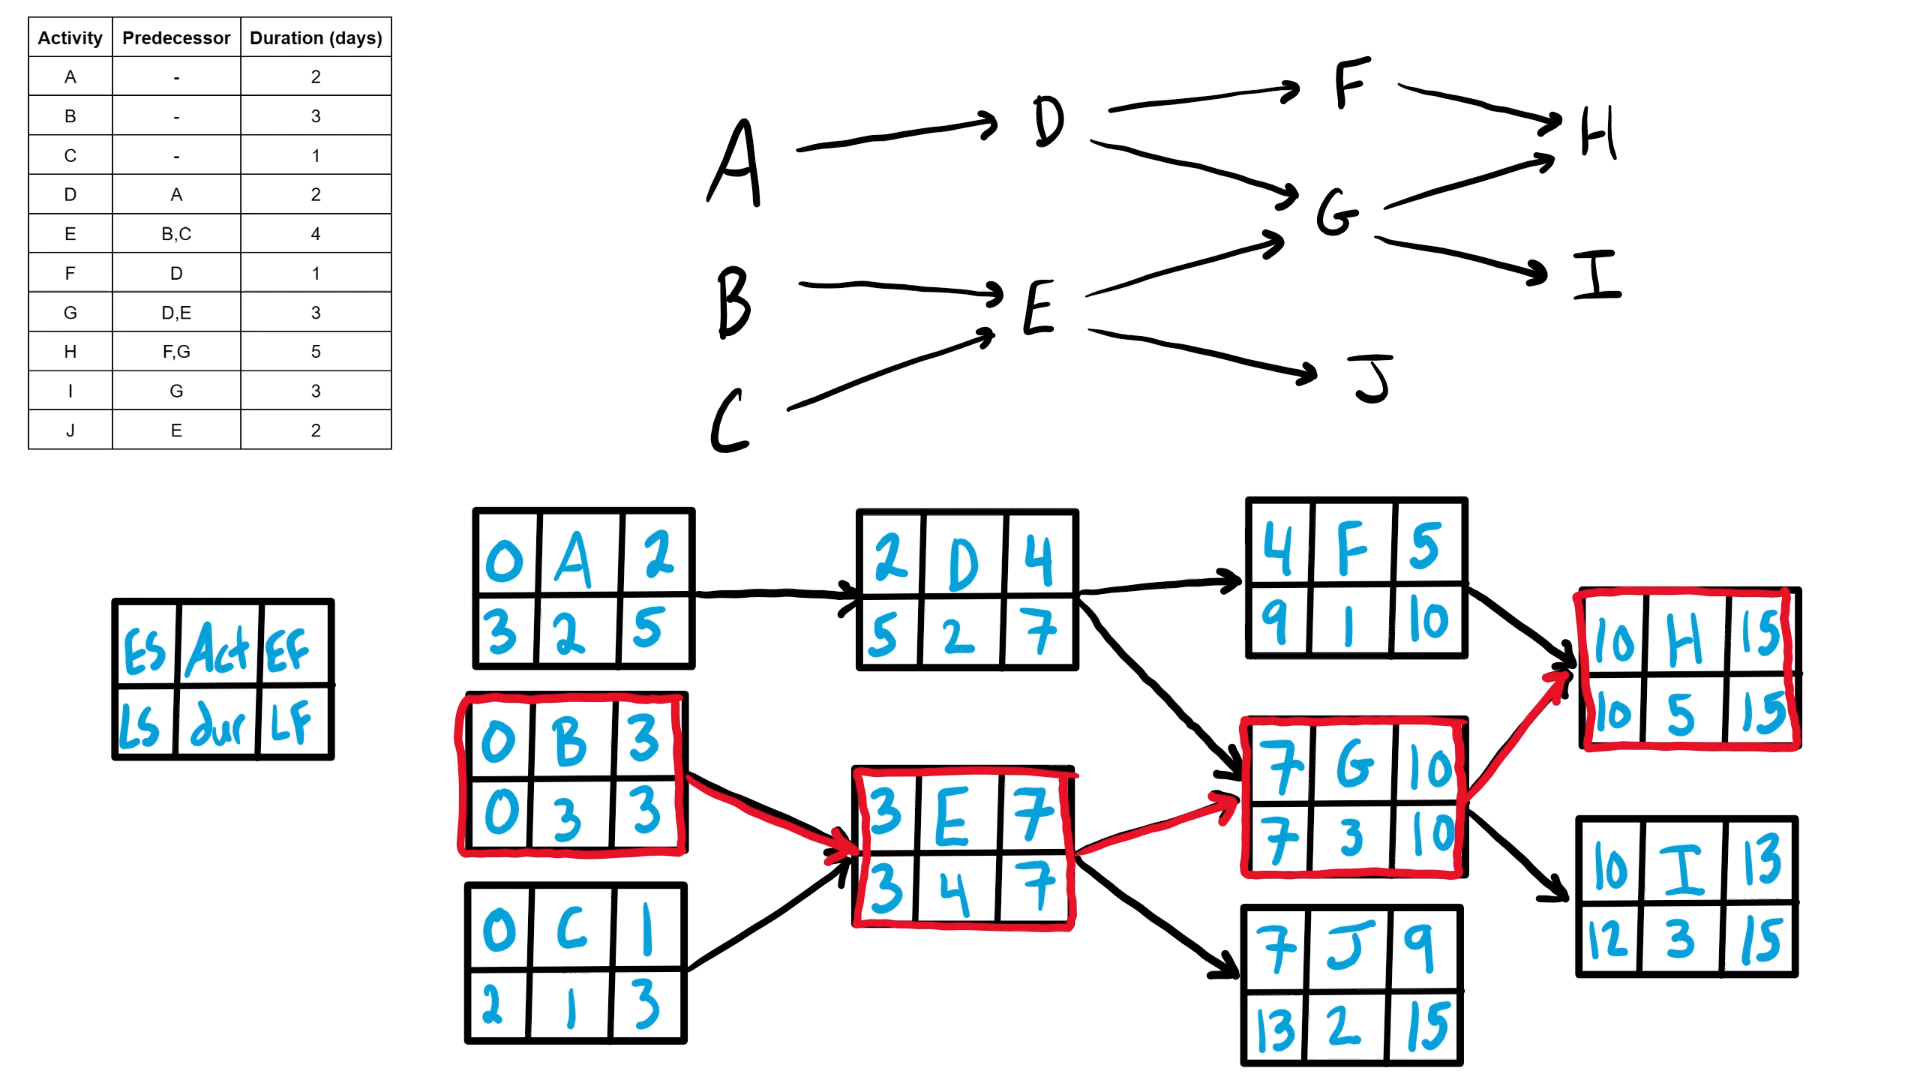 Activity Predecessor Duration (days)
A - 2
B - 3
C - 1
D A 2
E B,C 4
F D 1
G D,E 3
H F,G 5
I G 3
J E 2
A D F H
B E G I
C J
ES Act EF
LS dur LF
0 A 2
3 2 5
0 B 3
0 3 3
0 C 1
2 1 3
2 D 4
5 2 7
3 E 7
3 4 7
4 F 5
9 1 10
7 G 10
7 3 10
7 J 9
13 2 15
10 H 15
10 5 15
10 I 13
12 3 15